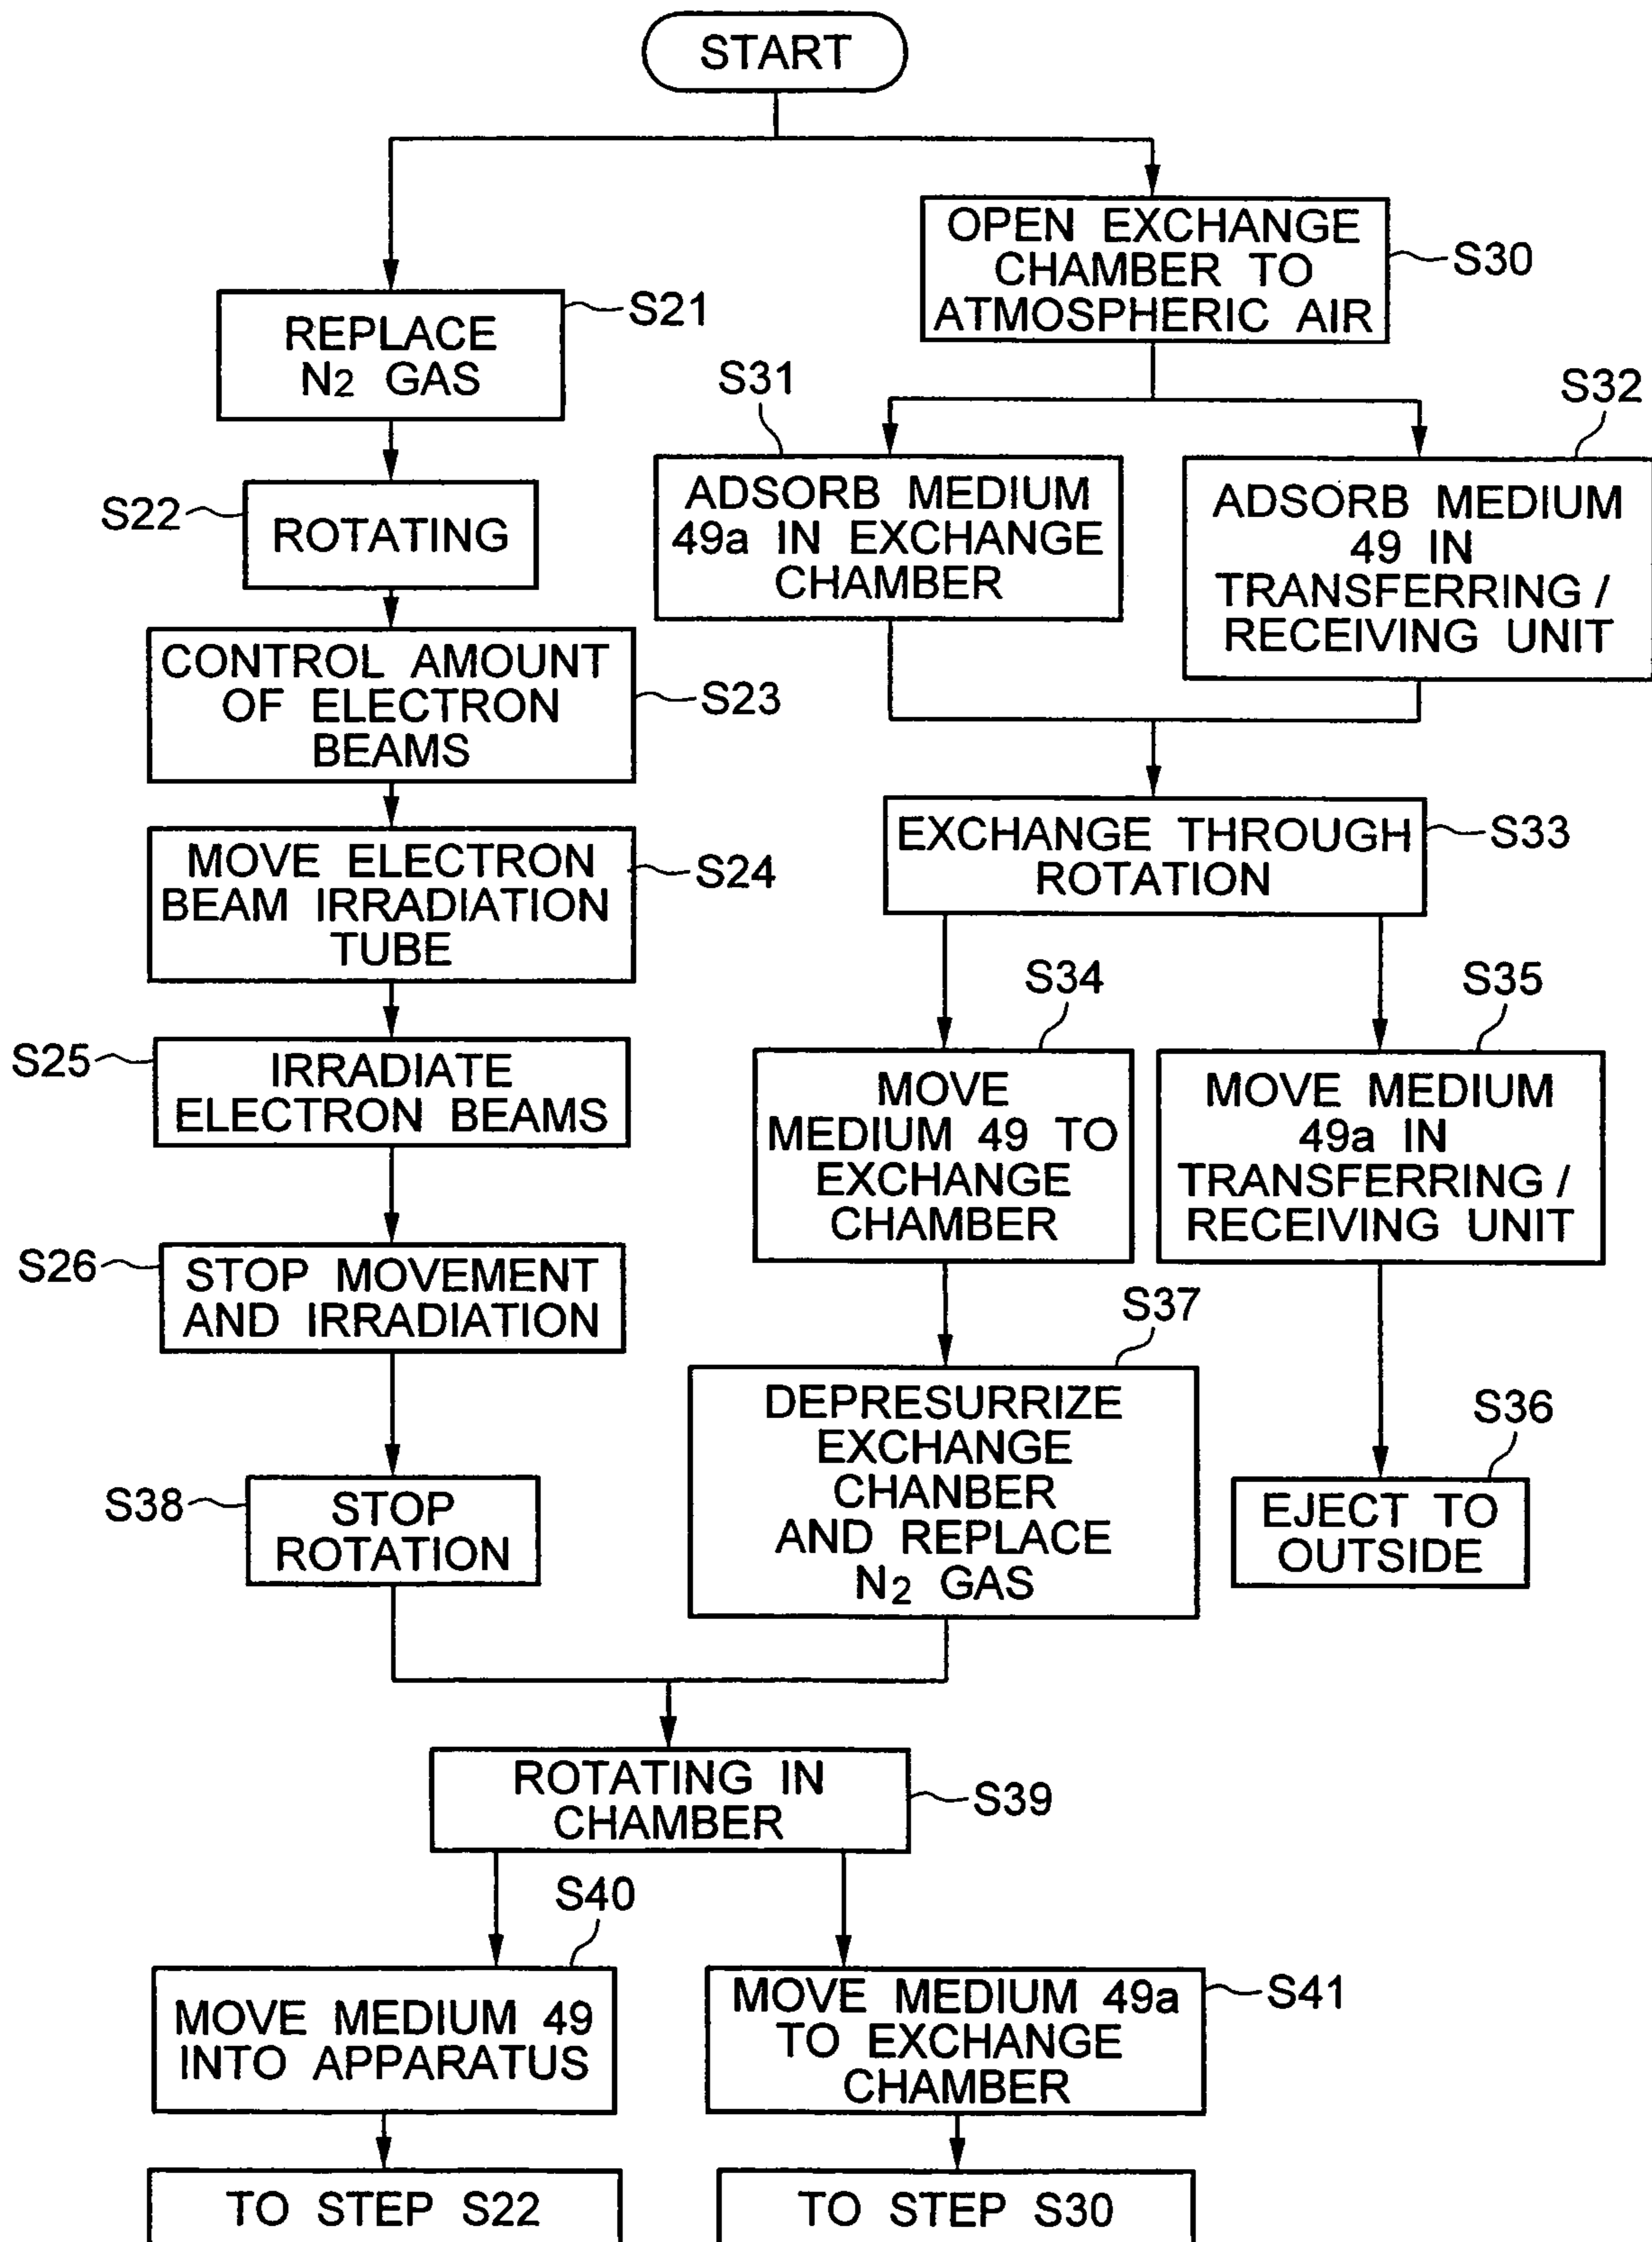 START
OPEN EXCHANGE
CHAMBER TO
ATMOSPHERIC AIR
S30
REPLACE
N2 GAS
S21
S31
ADSORB MEDIUM
49a IN EXCHANGE
CHAMBER
S32
ADSORB MEDIUM
49 IN
TRANSFERRING /
RECEIVING UNIT
S22
ROTATING
CONTROL AMOUNT
OF ELECTRON
BEAMS
S23
EXCHANGE THROUGH
ROTATION
S33
MOVE ELECTRON
BEAM IRRADIATION
TUBE
S24
S34
MOVE
MEDIUM 49 TO
EXCHANGE
CHAMBER
S35
MOVE MEDIUM
49a IN
TRANSFERRING /
RECEIVING UNIT
S25
IRRADIATE
ELECTRON BEAMS
S26
STOP MOVEMENT
AND IRRADIATION
S37
DEPRESURRIZE
EXCHANGE
CHANBER
AND REPLACE
N2 GAS
S36
EJECT TO
OUTSIDE
S38
STOP
ROTATION
ROTATING IN
CHAMBER
S39
S40
MOVE MEDIUM 49
INTO APPARATUS
MOVE MEDIUM 49a
TO EXCHANGE
CHAMBER
S41
TO STEP S22
TO STEP S30